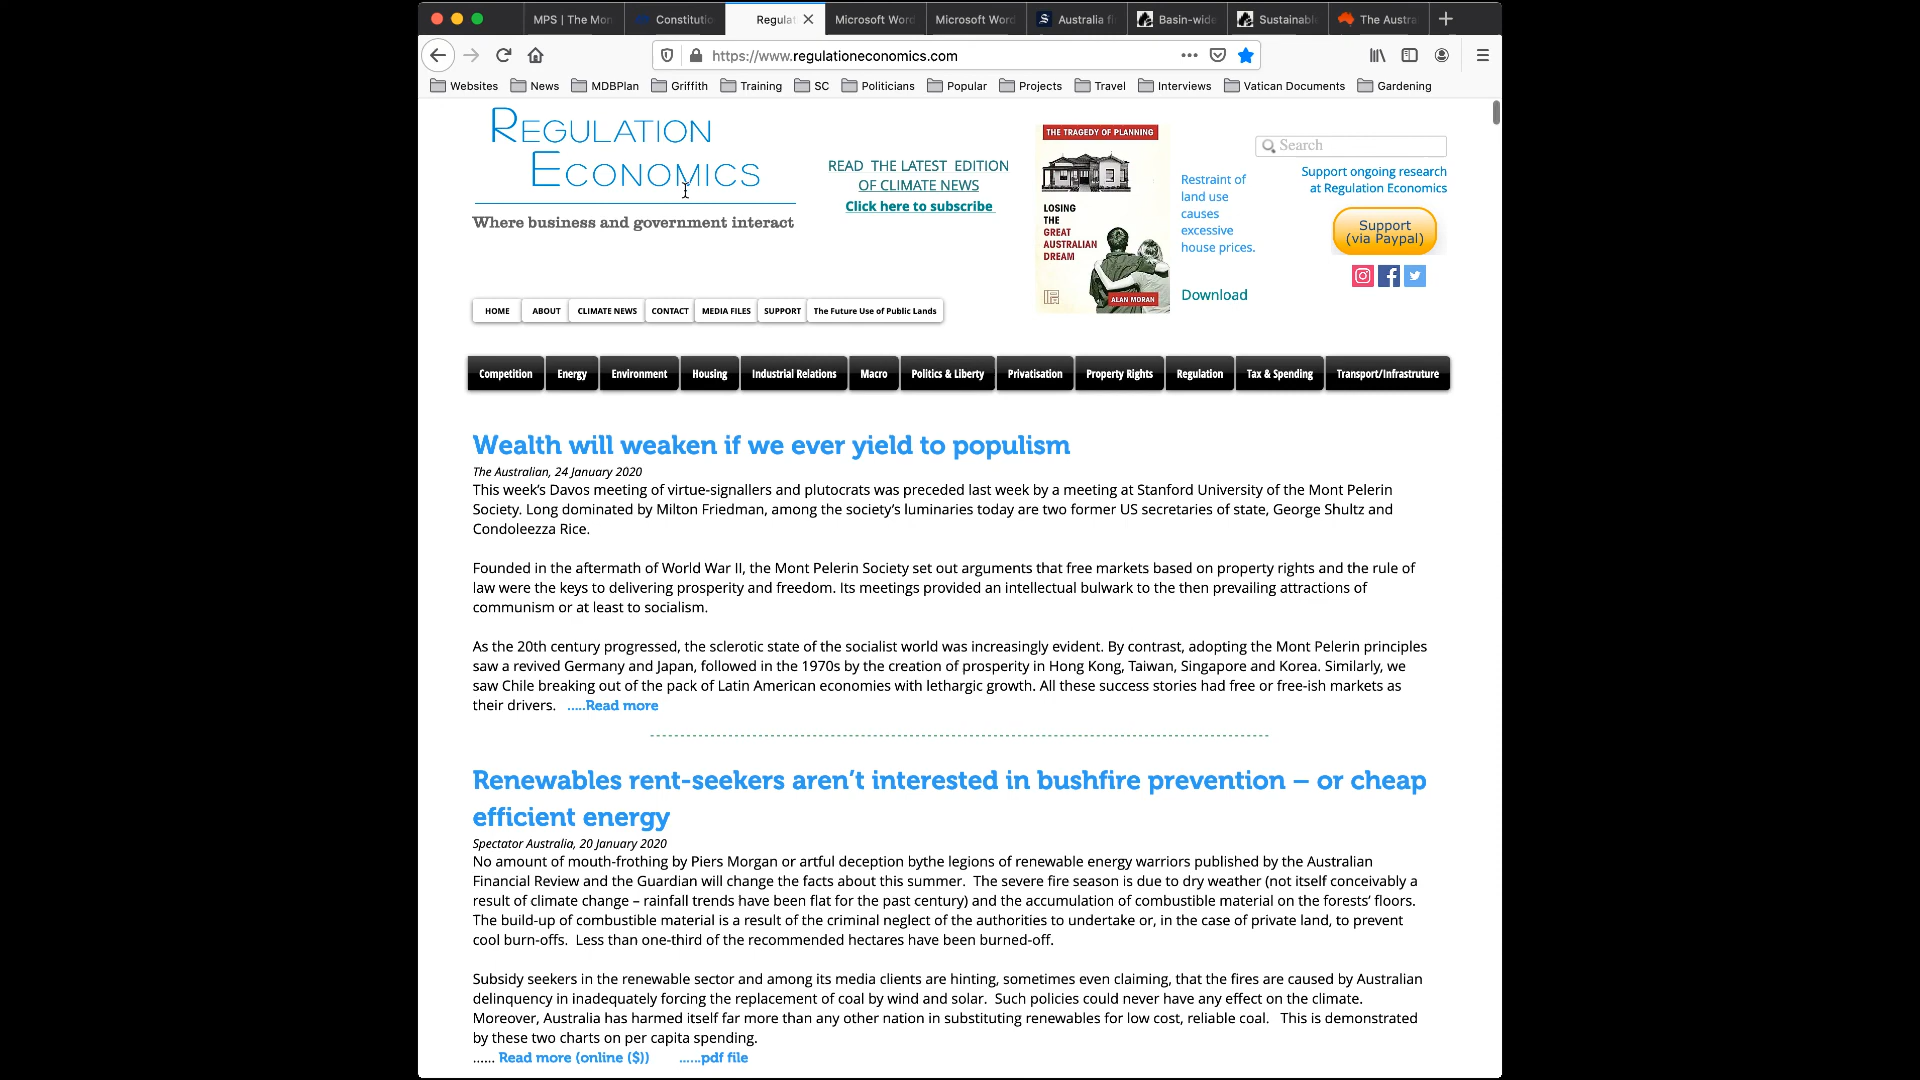 MPS | The Mon
Constitutio
Regulat
Microsoft Word
Microsoft Word
Australia fi
Basin-wide
Sustainable
The Austra
https://www.regulationeconomics.com
Websites
News
MDBPlan
Griffith
Training
SC
Politicians
Popular
Projects
Travel
Interviews
Vatican Documents
Gardening
REGULATION
ECONOMICS
Where business and government interact
READ THE LATEST EDITION
OF CLIMATE NEWS
Click here to subscribe
THE TRAGEDY OF PLANNING
LOSING
THE
GREAT
AUSTRALIAN
DREAM
ALAN MORAN
Restraint of
land use
causes
excessive
house prices.
Download
Search
Support ongoing research
at Regulation Economics
Support
(via Paypal)
HOME
ABOUT
CLIMATE NEWS
CONTACT
MEDIA FILES
SUPPORT
The Future Use of Public Lands
Competition
Energy
Environment
Housing
Industrial Relations
Macro
Politics & Liberty
Privatisation
Property Rights
Regulation
Tax & Spending
Transport/Infrastruture
Wealth will weaken if we ever yield to populism
The Australian, 24 January 2020
This week's Davos meeting of virtue-signallers and plutocrats was preceded last week by a meeting at Stanford University of the Mont Pelerin
Society. Long dominated by Milton Friedman, among the society's luminaries today are two former US secretaries of state, George Shultz and
Condoleezza Rice.
Founded in the aftermath of World War II, the Mont Pelerin Society set out arguments that free markets based on property rights and the rule of
law were the keys to delivering prosperity and freedom. Its meetings provided an intellectual bulwark to the then prevailing attractions of
communism or at least to socialism.
As the 20th century progressed, the sclerotic state of the socialist world was increasingly evident. By contrast, adopting the Mont Pelerin principles
saw a revived Germany and Japan, followed in the 1970s by the creation of prosperity in Hong Kong, Taiwan, Singapore and Korea. Similarly, we
saw Chile breaking out of the pack of Latin American economies with lethargic growth. All these success stories had free or free-ish markets as
their drivers. .....Read more
Renewables rent-seekers aren't interested in bushfire prevention – or cheap
efficient energy
Spectator Australia, 20 January 2020
No amount of mouth-frothing by Piers Morgan or artful deception bythe legions of renewable energy warriors published by the Australian
Financial Review and the Guardian will change the facts about this summer. The severe fire season is due to dry weather (not itself conceivably a
result of climate change – rainfall trends have been flat for the past century) and the accumulation of combustible material on the forests' floors.
The build-up of combustible material is a result of the criminal neglect of the authorities to undertake or, in the case of private land, to prevent
cool burn-offs. Less than one-third of the recommended hectares have been burned-off.
Subsidy seekers in the renewable sector and among its media clients are hinting, sometimes even claiming, that the fires are caused by Australian
delinquency in inadequately forcing the replacement of coal by wind and solar. Such policies could never have any effect on the climate.
Moreover, Australia has harmed itself far more than any other nation in substituting renewables for low cost, reliable coal. This is demonstrated
by these two charts on per capita spending.
...... Read more (online ($)) ......pdf file